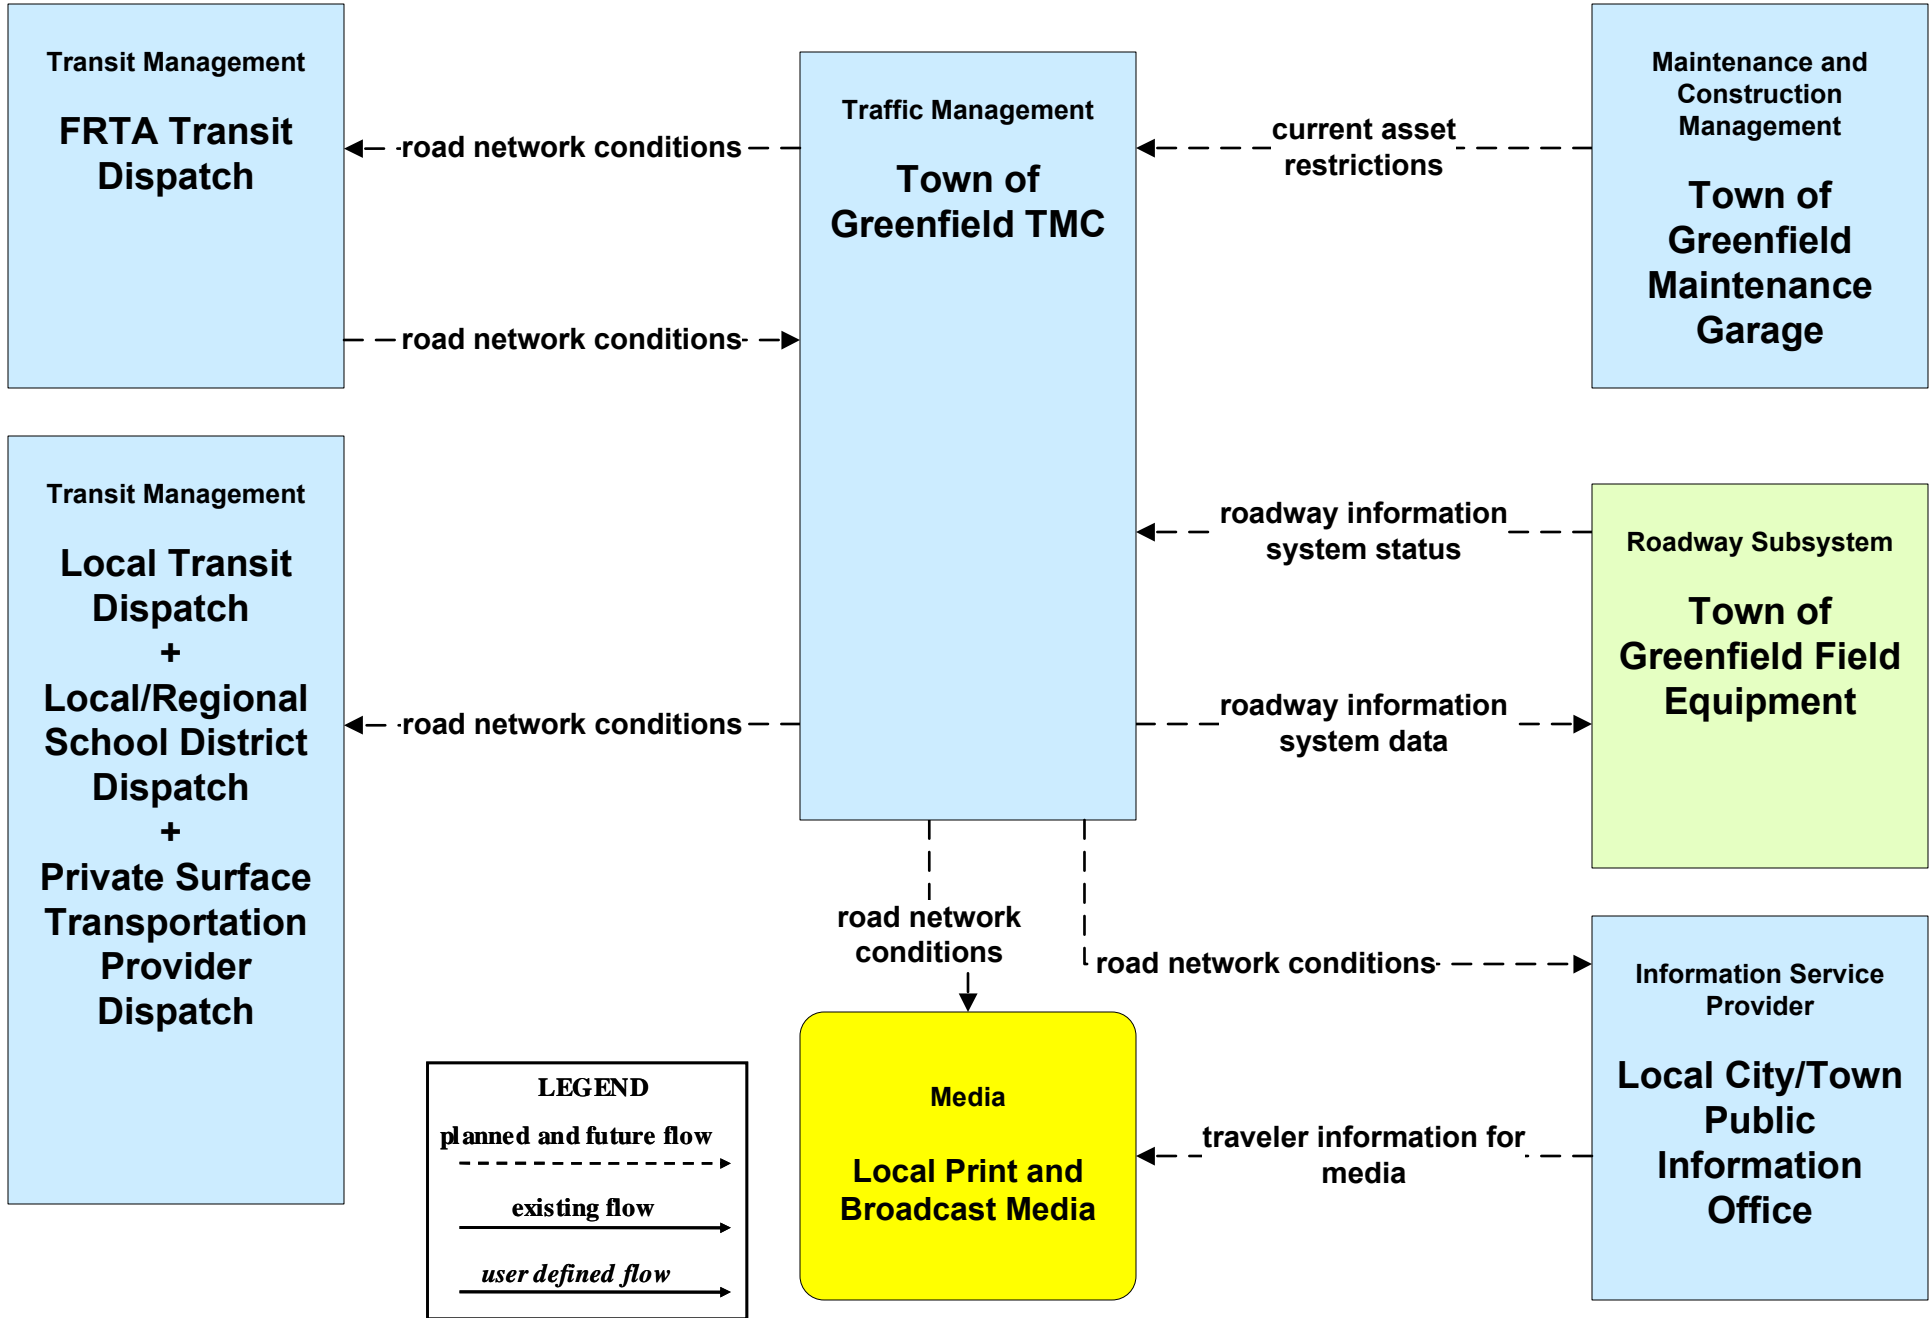 Transit Management
FRTA Transit
Dispatch
road network conditions
road network conditions
Traffic Management
Town of
Greenfield TMC
current asset
restrictions
Maintenance and
Construction
Management
Town of
Greenfield
Maintenance
Garage
Transit Management
Local Transit
Dispatch
+
Local/Regional
School District
Dispatch
+
Private Surface
Transportation
Provider
Dispatch
road network conditions
roadway information
system status
roadway information
system data
Roadway Subsystem
Town of
Greenfield Field
Equipment
road network
conditions
road network conditions
Information Service
Provider
Local City/Town
Public
Information
Office
traveler information for
media
Media
Local Print and
Broadcast Media
LEGEND
planned and future flow
existing flow
user defined flow